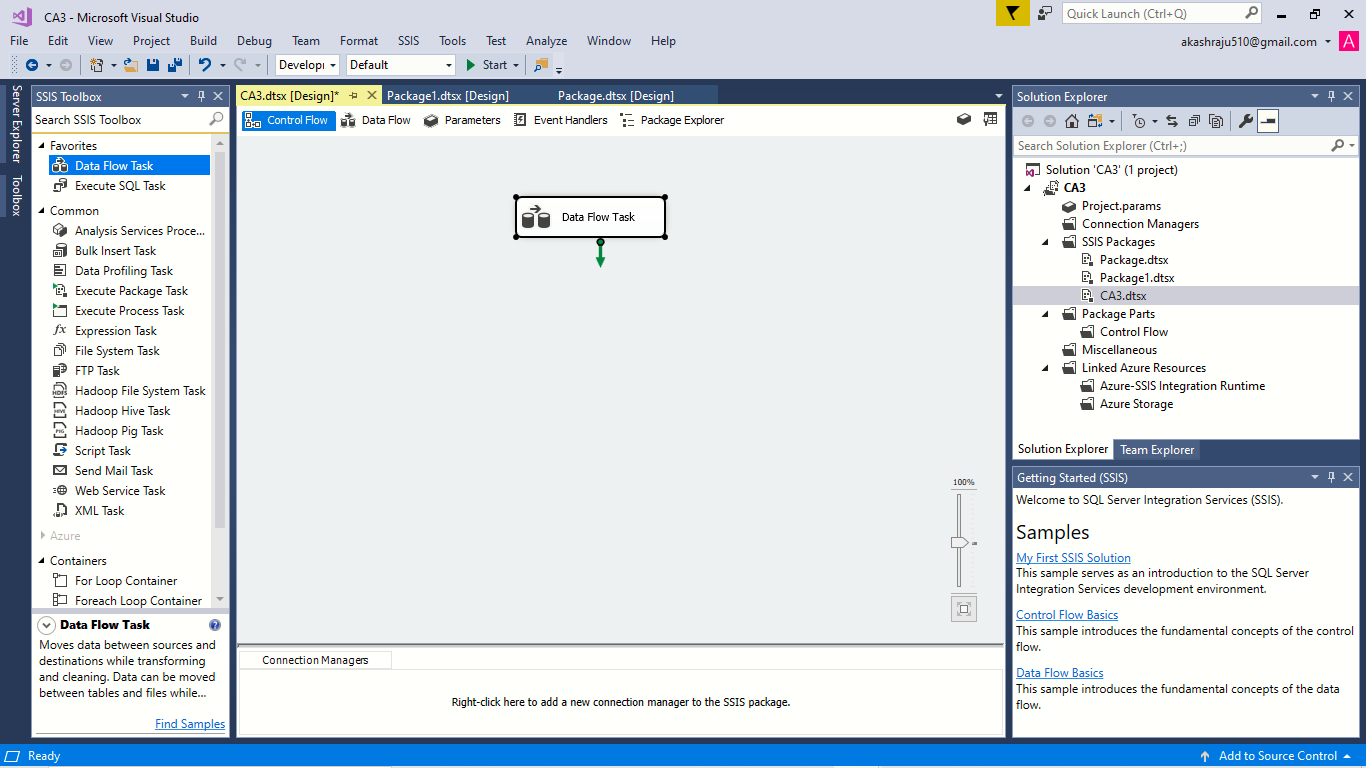 CA3 - Microsoft Visual Studio
Quick Launch (Ctrl+Q)
File Edit View Project Build Debug Team Format SSIS Tools Test Analyze Window Help
akashraju510@gmail.com A
Developı Default Start
Server Explorer
Toolbox
SSIS Toolbox
Search SSIS Toolbox
Favorites
Data Flow Task
Execute SQL Task
Common
Analysis Services Proce...
Bulk Insert Task
Data Profiling Task
Execute Package Task
Execute Process Task
Expression Task
File System Task
FTP Task
Hadoop File System Task
Hadoop Hive Task
Hadoop Pig Task
Script Task
Send Mail Task
Web Service Task
XML Task
Azure
Containers
For Loop Container
Foreach Loop Container
Data Flow Task
Moves data between sources and
destinations while transforming
and cleaning. Data can be moved
between tables and files while...
Find Samples
CA3.dtsx [Design]* Package1.dtsx [Design] Package.dtsx [Design]
Control Flow Data Flow Parameters Event Handlers Package Explorer
Data Flow Task
100%
Connection Managers
Right-click here to add a new connection manager to the SSIS package.
Solution Explorer
Search Solution Explorer (Ctrl+;)
Solution 'CA3' (1 project)
CA3
Project.params
Connection Managers
SSIS Packages
Package.dtsx
Package1.dtsx
CA3.dtsx
Package Parts
Control Flow
Miscellaneous
Linked Azure Resources
Azure-SSIS Integration Runtime
Azure Storage
Solution Explorer Team Explorer
Getting Started (SSIS)
Welcome to SQL Server Integration Services (SSIS).
Samples
My First SSIS Solution
This sample serves as an introduction to the SQL Server
Integration Services development environment.
Control Flow Basics
This sample introduces the fundamental concepts of the control
flow.
Data Flow Basics
This sample introduces the fundamental concepts of the data
flow.
Ready
Add to Source Control